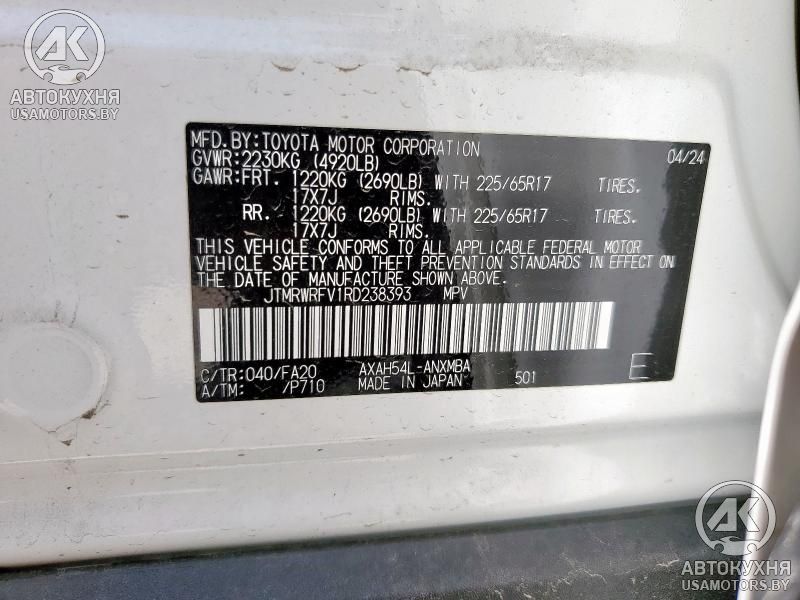 AK
АВТОКУХНЯ
USAMOTORS.BY
MFD.BY:TOYOTA MOTOR CORPORATION 04/24
GVWR:2230KG (4920LB)
GAWR:FRT. 1220KG (2690LB) WITH 225/65R17 TIRES.
17X7J RIMS.
RR. 1220KG (2690LB) WITH 225/65R17 TIRES.
17X7J RIMS.
THIS VEHICLE CONFORMS TO ALL APPLICABLE FEDERAL MOTOR
VEHICLE SAFETY AND THEFT PREVENTION STANDARDS IN EFFECT ON
THE DATE OF MANUFACTURE SHOWN ABOVE.
JTMRWRFV1RD238393 MPV
C/TR:040/FA20 AXAH54L-ANXMBA E
A/TM: /P710 MADE IN JAPAN 501
AK
АВТОКУХНЯ
USAMOTORS.BY